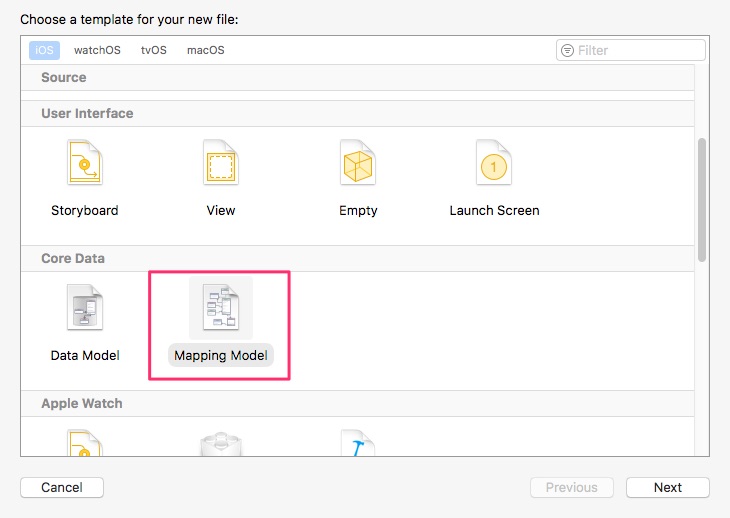 Choose a template for your new file:
iOS watchOS tvOS macOS Filter
Source
User Interface
1
Storyboard View Empty Launch Screen
Core Data
Data Model Mapping Model
Apple Watch
Cancel Previous Next